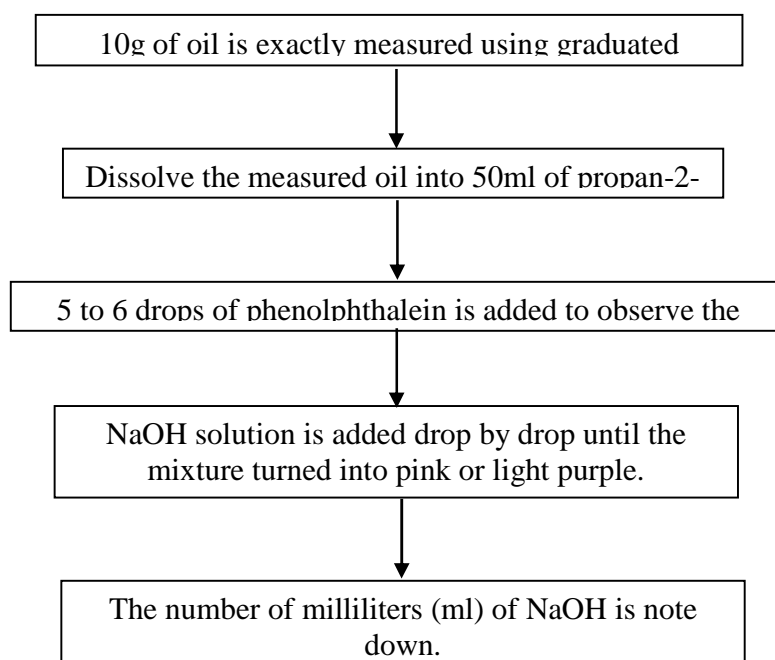 10g of oil is exactly measured using graduated
Dissolve the measured oil into 50ml of propan-2-
5 to 6 drops of phenolphthalein is added to observe the
NaOH solution is added drop by drop until the
mixture turned into pink or light purple.
The number of milliliters (ml) of NaOH is note
down.